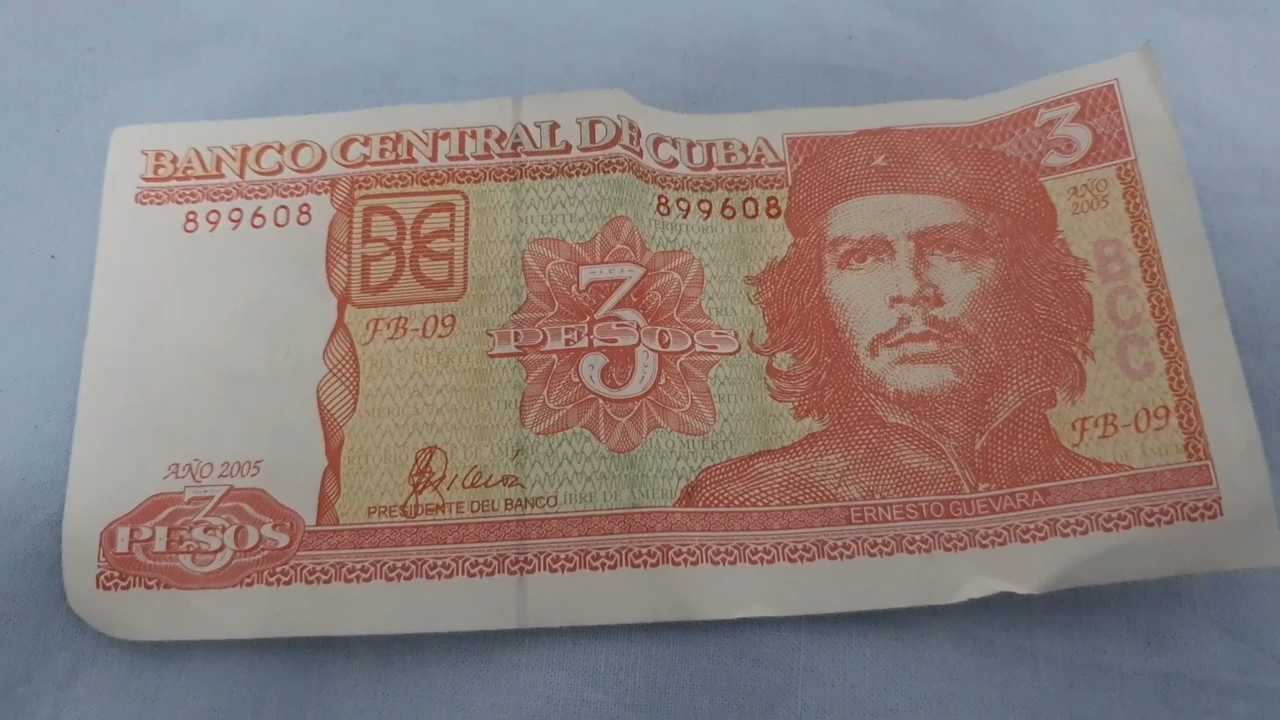 BANCO CENTRAL DE CUBA
3
899608
899608
AÑO
2005
BCC
FB-09
3
PESOS
FB-09
AÑO 2005
3
PESOS
PRESIDENTE DEL BANCO
ERNESTO GUEVARA